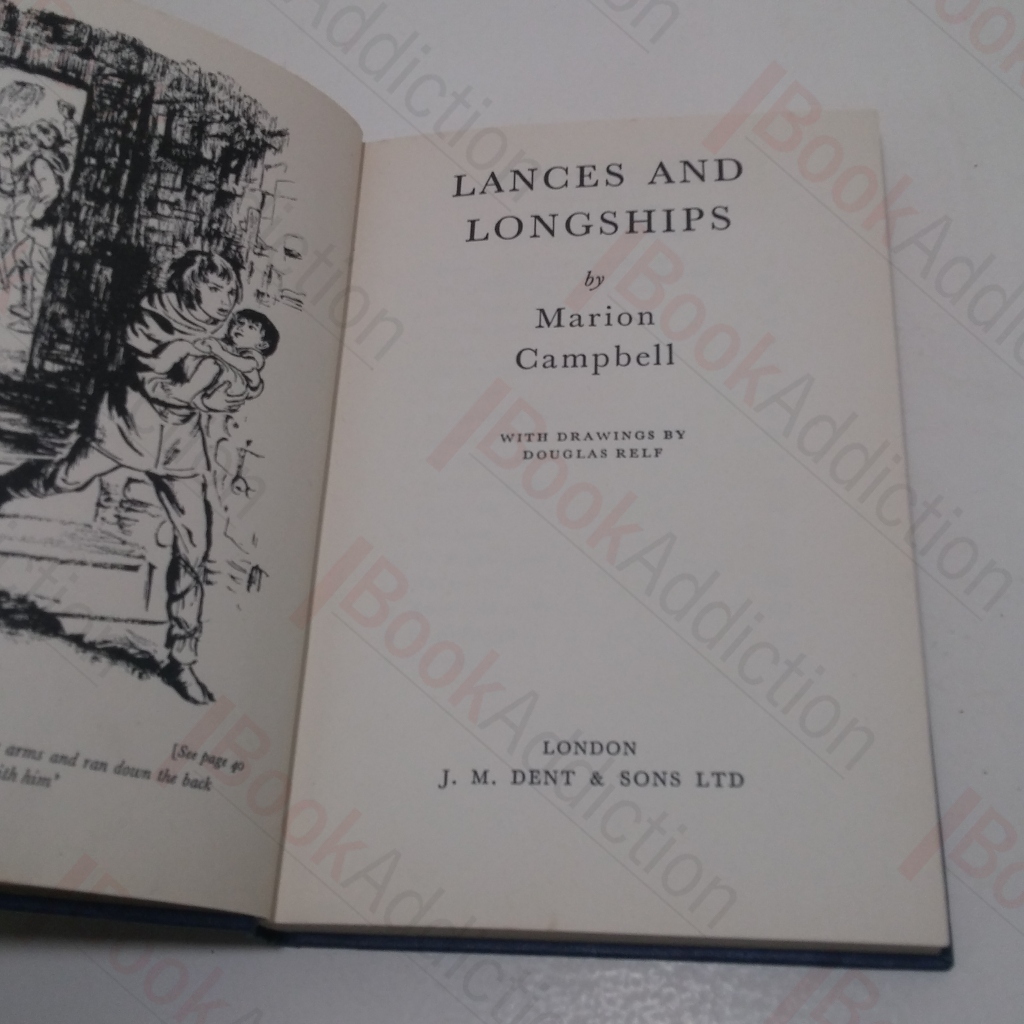 arms and ran down the back
ith him"
[See page 40
LANCES AND
LONGSHIPS
by
Marion
Campbell
WITH DRAWINGS BY
DOUGLAS RELF
LONDON
J. M. DENT & SONS LTD
BookAddiction